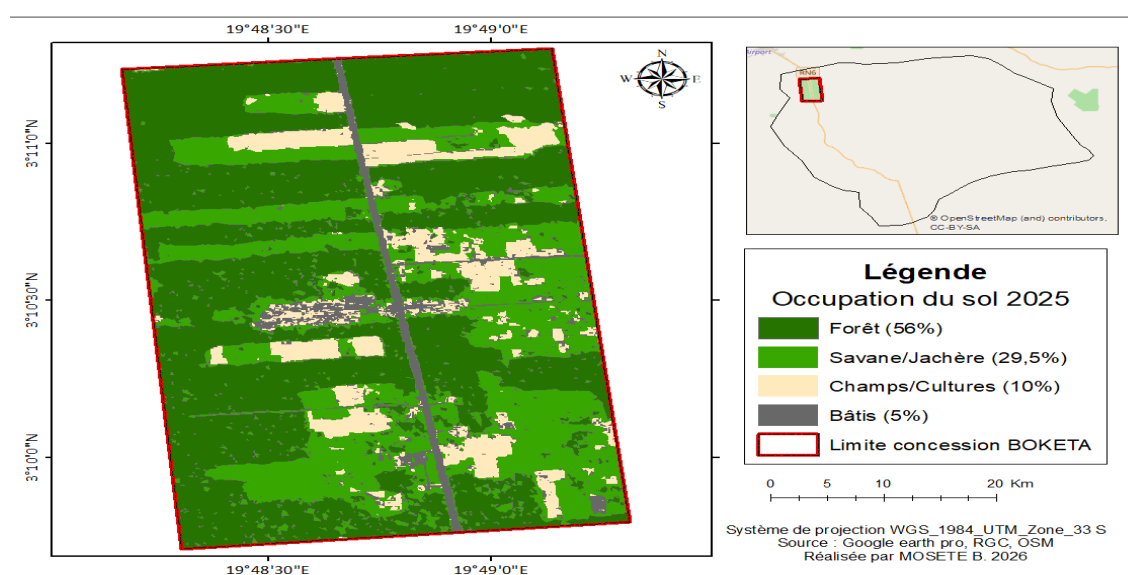 19°48'30"E 19°49'0"E
3°11'0"N
3°10'30"N
3°10'0"N
19°48'30"E 19°49'0"E
N
W E
S
Airport
RN6
© OpenStreetMap (and) contributors,
CC-BY-SA
Légende
Occupation du sol 2025
Forêt (56%)
Savane/Jachère (29,5%)
Champs/Cultures (10%)
Bâtis (5%)
Limite concession BOKETA
0 5 10 20 Km
Système de projection WGS_1984_UTM_Zone_33 S
Source : Google earth pro, RGC, OSM
Réalisée par MOSETE B. 2026